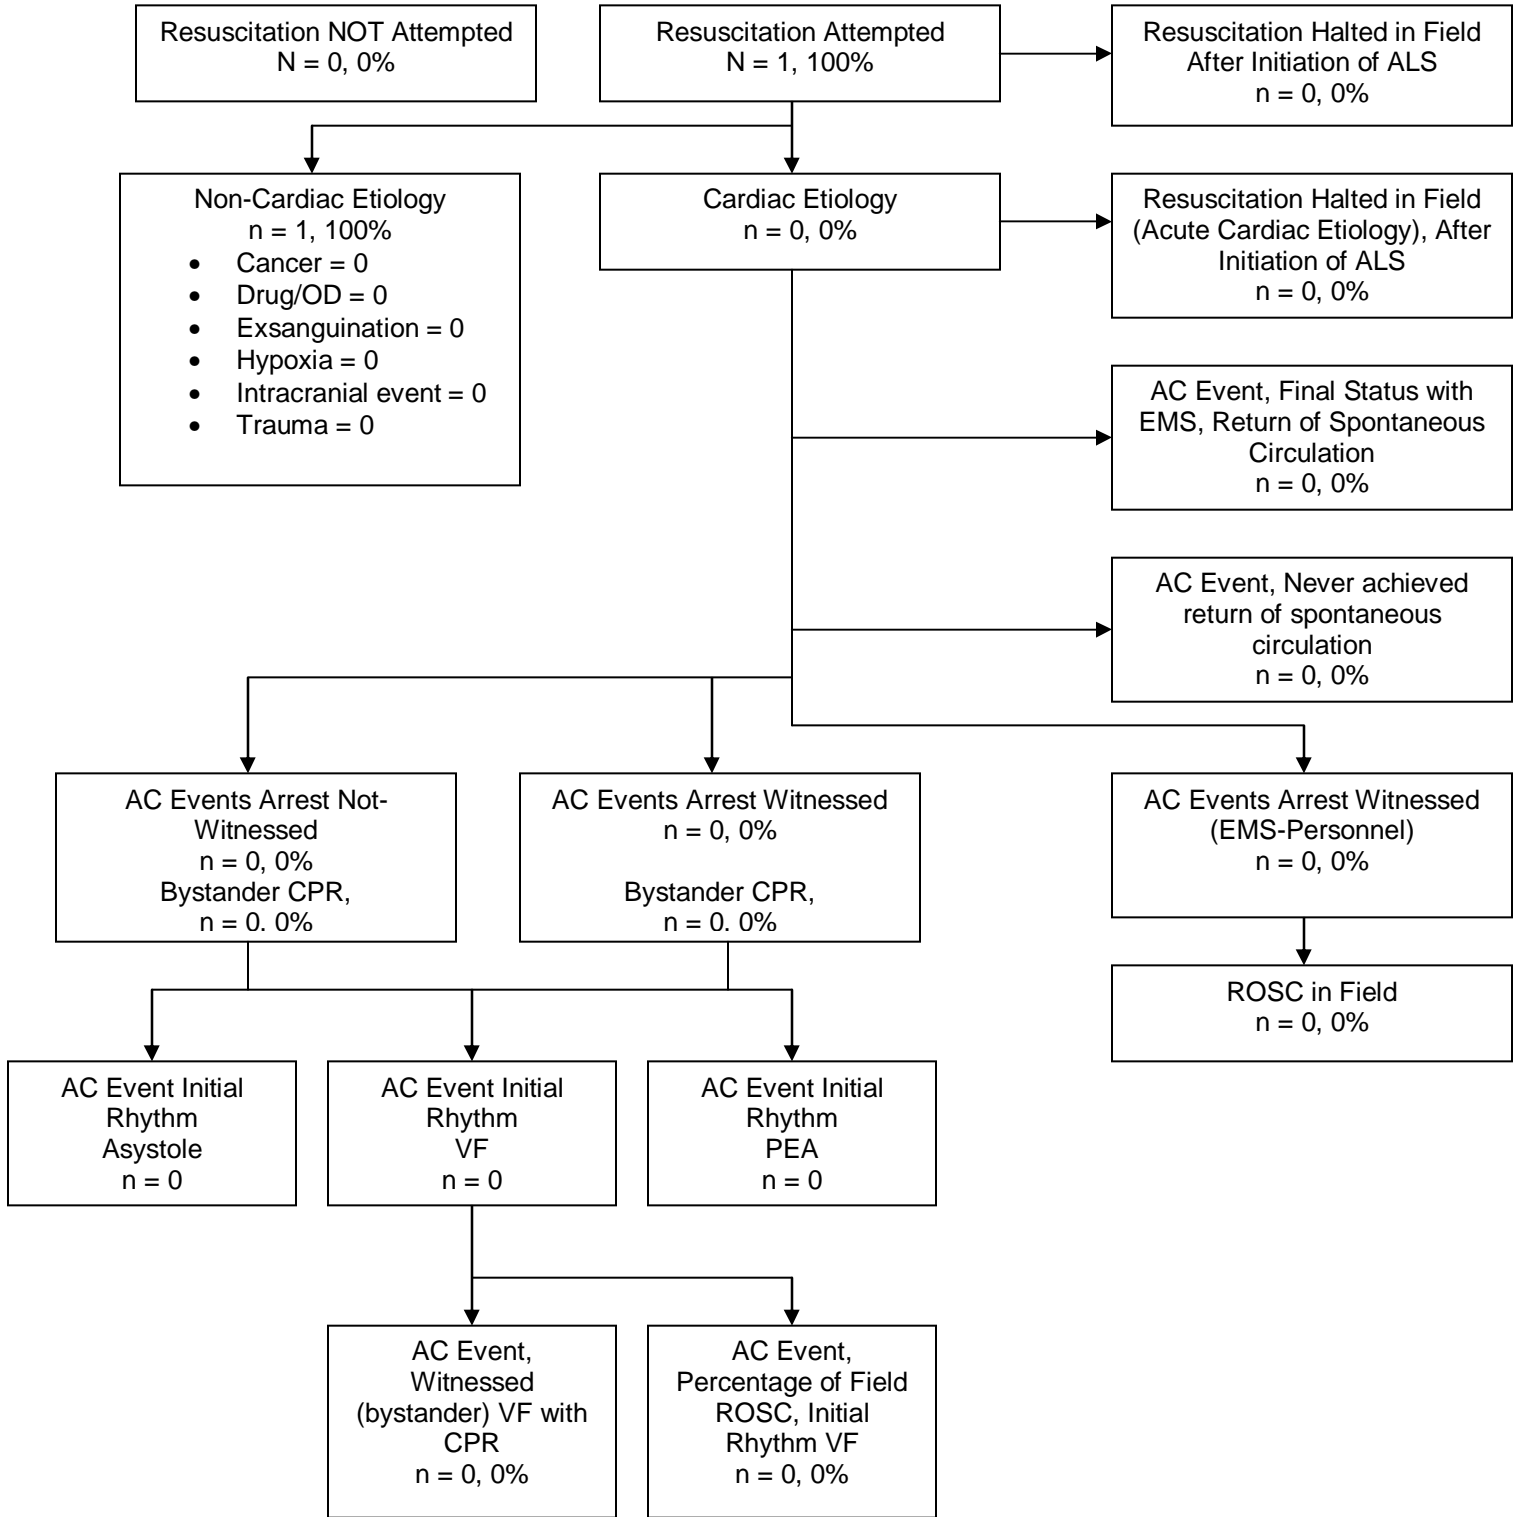 Resuscitation NOT Attempted
N = 0, 0%
Resuscitation Attempted
N = 1, 100%
Resuscitation Halted in Field
After Initiation of ALS
n = 0, 0%
Non-Cardiac Etiology
n = 1, 100%
• Cancer = 0
• Drug/OD = 0
• Exsanguination = 0
• Hypoxia = 0
• Intracranial event = 0
• Trauma = 0
Cardiac Etiology
n = 0, 0%
Resuscitation Halted in Field
(Acute Cardiac Etiology), After
Initiation of ALS
n = 0, 0%
AC Event, Final Status with
EMS, Return of Spontaneous
Circulation
n = 0, 0%
AC Event, Never achieved
return of spontaneous
circulation
n = 0, 0%
AC Events Arrest Not-
Witnessed
n = 0, 0%
Bystander CPR,
n = 0. 0%
AC Events Arrest Witnessed
n = 0, 0%
Bystander CPR,
n = 0. 0%
AC Events Arrest Witnessed
(EMS-Personnel)
n = 0, 0%
ROSC in Field
n = 0, 0%
AC Event Initial
Rhythm
Asystole
n = 0
AC Event Initial
Rhythm
VF
n = 0
AC Event Initial
Rhythm
PEA
n = 0
AC Event,
Witnessed
(bystander) VF with
CPR
n = 0, 0%
AC Event,
Percentage of Field
ROSC, Initial
Rhythm VF
n = 0, 0%